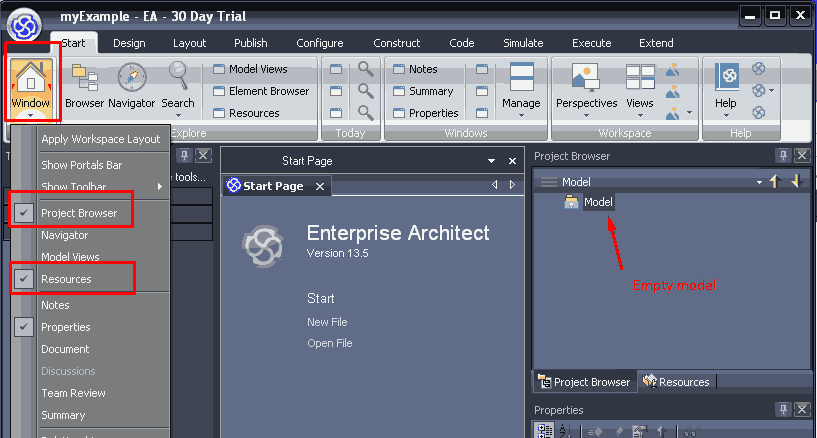 myExample - EA - 30 Day Trial
Start Design Layout Publish Configure Construct Code Simulate Execute Extend
Window Browser Navigator Search
Model Views
Element Browser
Resources
Notes
Summary
Properties
Manage Perspectives Views Help
Explore Today Windows Workspace Help
Apply Workspace Layout
Show Portals Bar
Show Toolbar
Project Browser
Navigator
Model Views
Resources
Notes
Properties
Document
Discussions
Team Review
Summary
T
e tools...
Start Page
Start Page
Enterprise Architect
Version 13.5
Start
New File
Open File
Project Browser
Model
Model
Empty model
Project Browser Resources
Properties